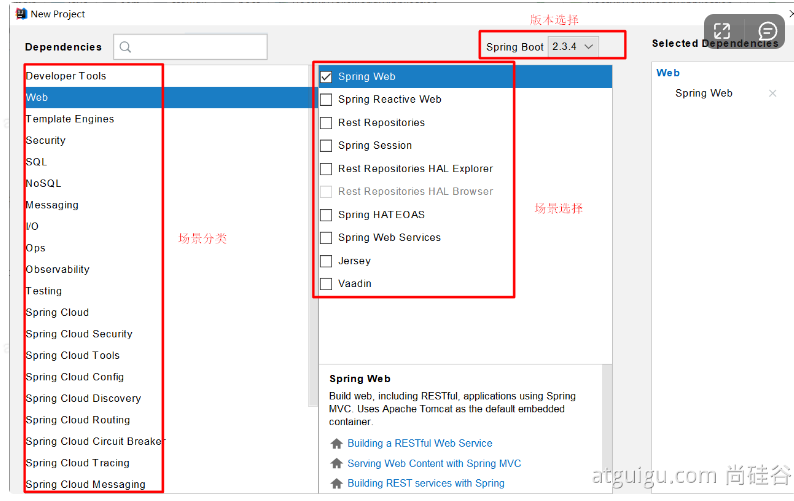 New Project
版本选择
Dependencies
Spring Boot 2.3.4
Selected Dependencies
Developer Tools
Web
Template Engines
Security
SQL
NoSQL
Messaging
I/O
Ops
Observability
Testing
Spring Cloud
Spring Cloud Security
Spring Cloud Tools
Spring Cloud Config
Spring Cloud Discovery
Spring Cloud Routing
Spring Cloud Circuit Breaker
Spring Cloud Tracing
Spring Cloud Messaging
场景分类
Spring Web
Spring Reactive Web
Rest Repositories
Spring Session
Rest Repositories HAL Explorer
Rest Repositories HAL Browser
Spring HATEOAS
Spring Web Services
Jersey
Vaadin
场景选择
Web
Spring Web
Spring Web
Build web, including RESTful, applications using Spring
MVC. Uses Apache Tomcat as the default embedded
container.
Building a RESTful Web Service
Serving Web Content with Spring MVC
Building REST services with Spring
atguigu.com 尚硅谷